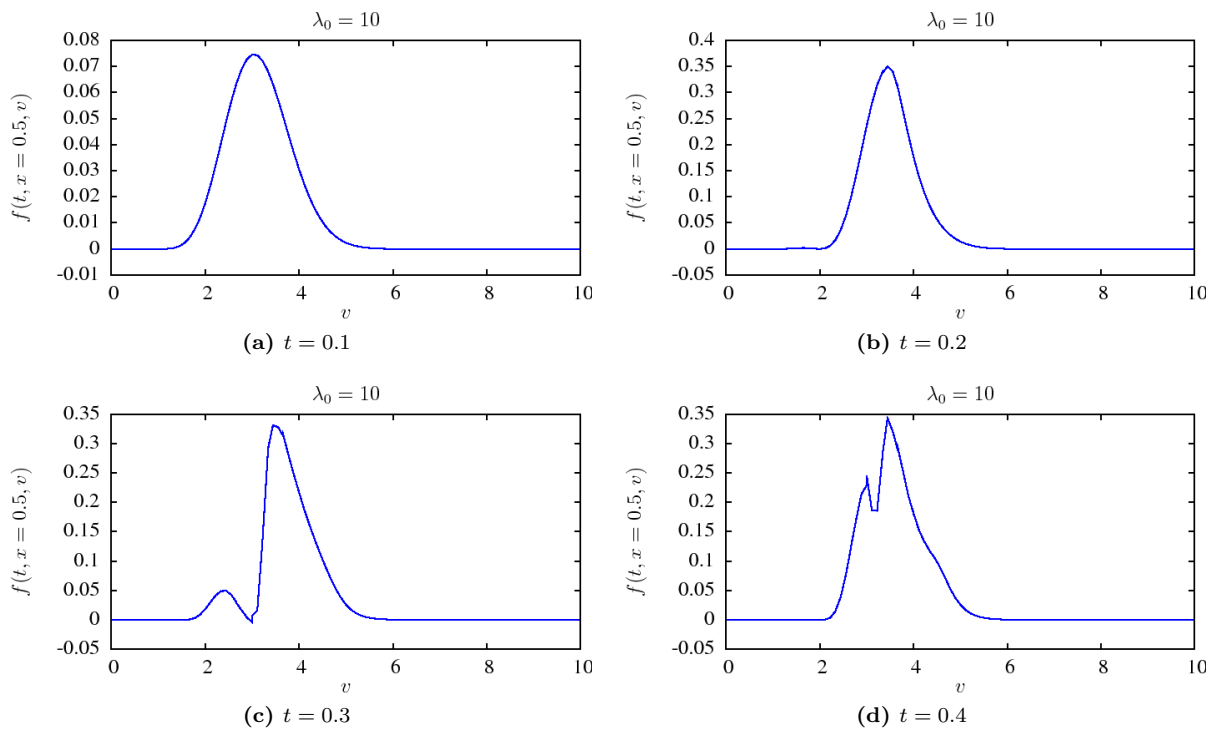 λ₀ = 10
f(t, x = 0.5, v)
0.08
0.07
0.06
0.05
0.04
0.03
0.02
0.01
0
-0.01
0 2 4 6 8 10
v
(a) t = 0.1
λ₀ = 10
f(t, x = 0.5, v)
0.4
0.35
0.3
0.25
0.2
0.15
0.1
0.05
0
-0.05
0 2 4 6 8 10
v
(b) t = 0.2
λ₀ = 10
f(t, x = 0.5, v)
0.35
0.3
0.25
0.2
0.15
0.1
0.05
0
-0.05
0 2 4 6 8 10
v
(c) t = 0.3
λ₀ = 10
f(t, x = 0.5, v)
0.35
0.3
0.25
0.2
0.15
0.1
0.05
0
-0.05
0 2 4 6 8 10
v
(d) t = 0.4